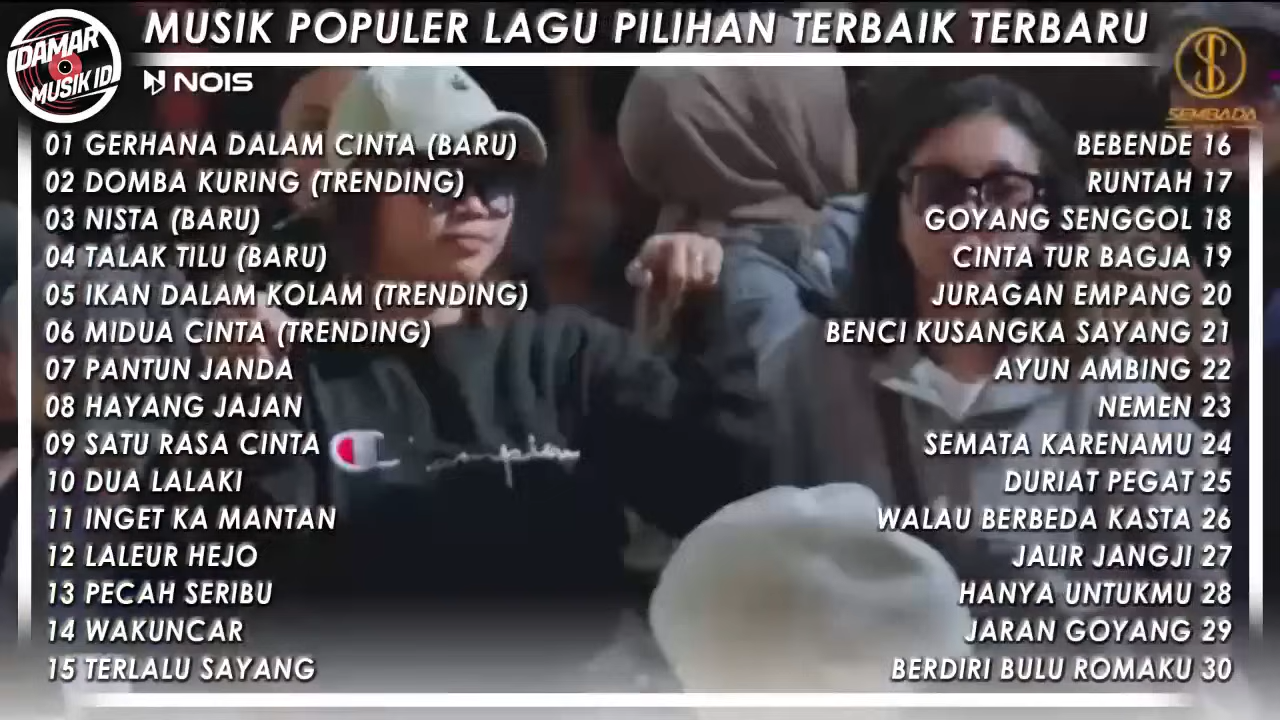 MUSIK POPULER LAGU PILIHAN TERBAIK TERBARU
DAMAR
MUSIK ID
NOIS
SEMBADA
01 GERHANA DALAM CINTA (BARU)
02 DOMBA KURING (TRENDING)
03 NISTA (BARU)
04 TALAK TILU (BARU)
05 IKAN DALAM KOLAM (TRENDING)
06 MIDUA CINTA (TRENDING)
07 PANTUN JANDA
08 HAYANG JAJAN
09 SATU RASA CINTA
10 DUA LALAKI
11 INGET KA MANTAN
12 LALEUR HEJO
13 PECAH SERIBU
14 WAKUNCAR
15 TERLALU SAYANG
BEBENDE 16
RUNTAH 17
GOYANG SENGGOL 18
CINTA TUR BAGJA 19
JURAGAN EMPANG 20
BENCI KUSANGKA SAYANG 21
AYUN AMBING 22
NEMEN 23
SEMATA KARENAMU 24
DURIAT PEGAT 25
WALAU BERBEDA KASTA 26
JALIR JANGJI 27
HANYA UNTUKMU 28
JARAN GOYANG 29
BERDIRI BULU ROMAKU 30